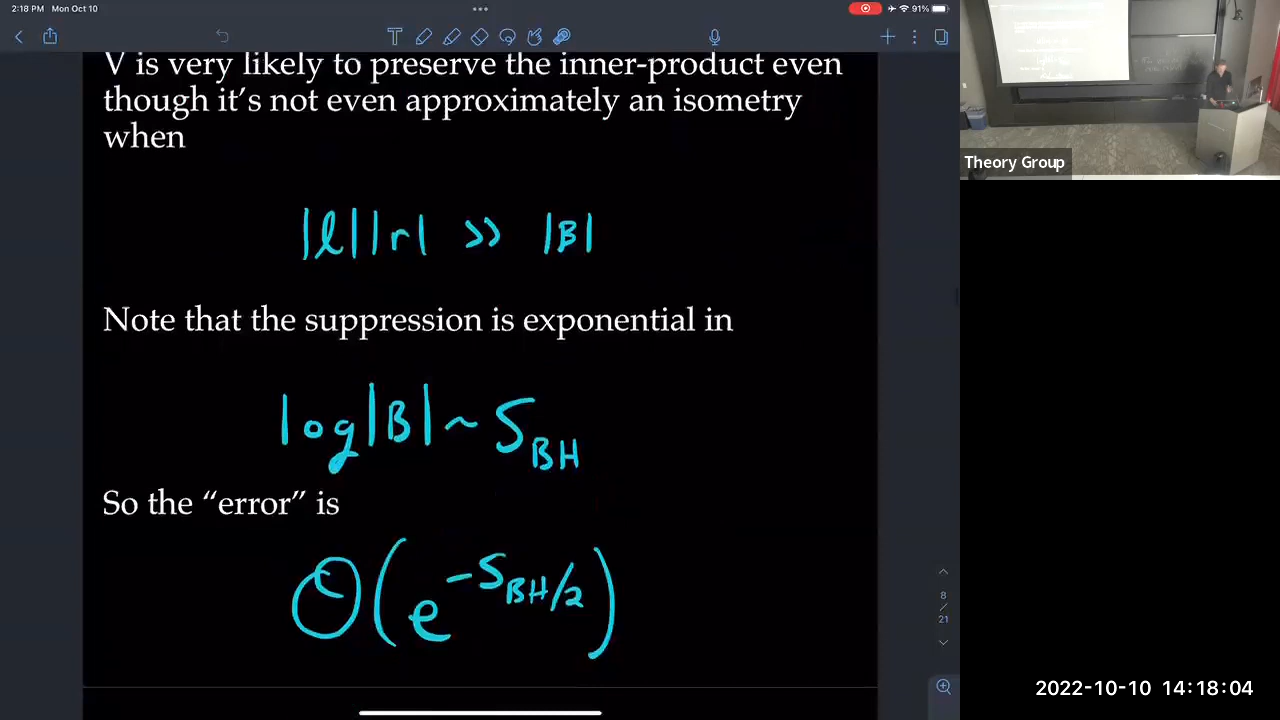 2:18 PM Mon Oct 10
91%
V is very likely to preserve the inner-product even
though it's not even approximately an isometry
when
|ℓ||r| >> |B|
Note that the suppression is exponential in
log|B| ~ S_BH
So the “error” is
O(e^{-S_BH/2})
8
/
21
Theory Group
2022-10-10 14:18:04